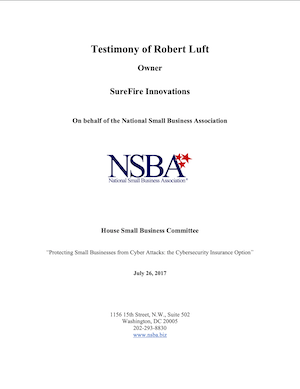 Testimony of Robert Luft
Owner
SureFire Innovations
On behalf of the National Small Business Association
NSBA
National Small Business Association®
House Small Business Committee
"Protecting Small Businesses from Cyber Attacks: the Cybersecurity Insurance Option"
July 26, 2017
1156 15th Street, N.W., Suite 502
Washington, DC 20005
202-293-8830
www.nsba.biz